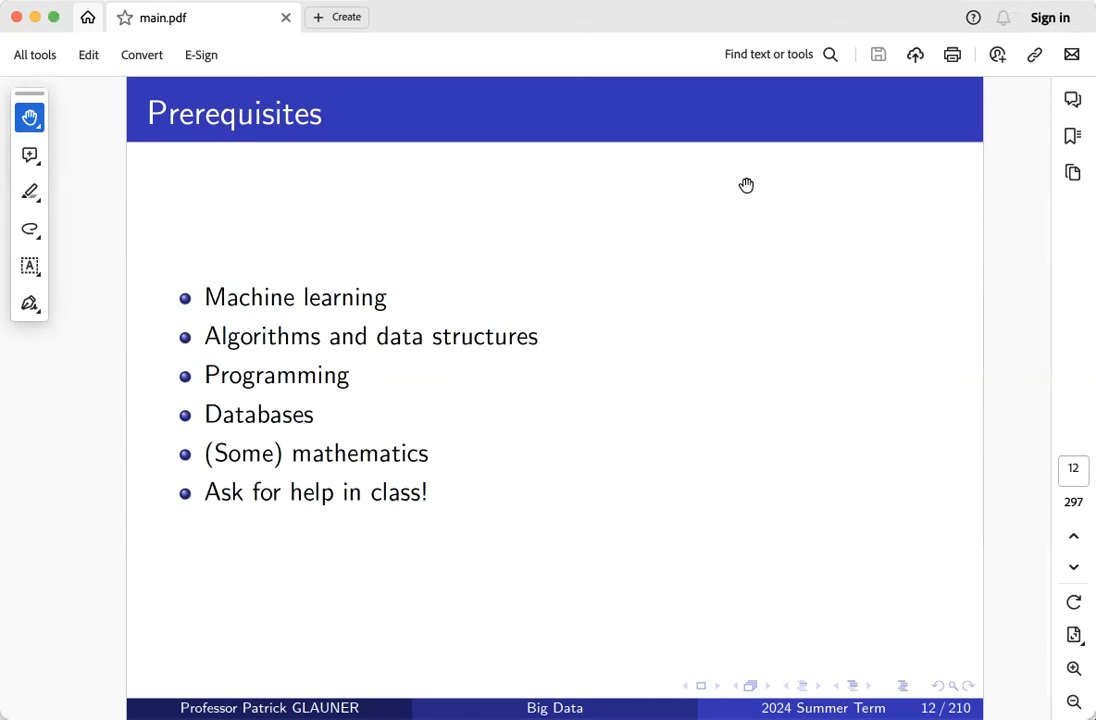 main.pdf
Create
Sign in
All tools
Edit
Convert
E-Sign
Find text or tools
Prerequisites
Machine learning
Algorithms and data structures
Programming
Databases
(Some) mathematics
Ask for help in class!
12
297
Professor Patrick GLAUNER
Big Data
2024 Summer Term
12 / 210